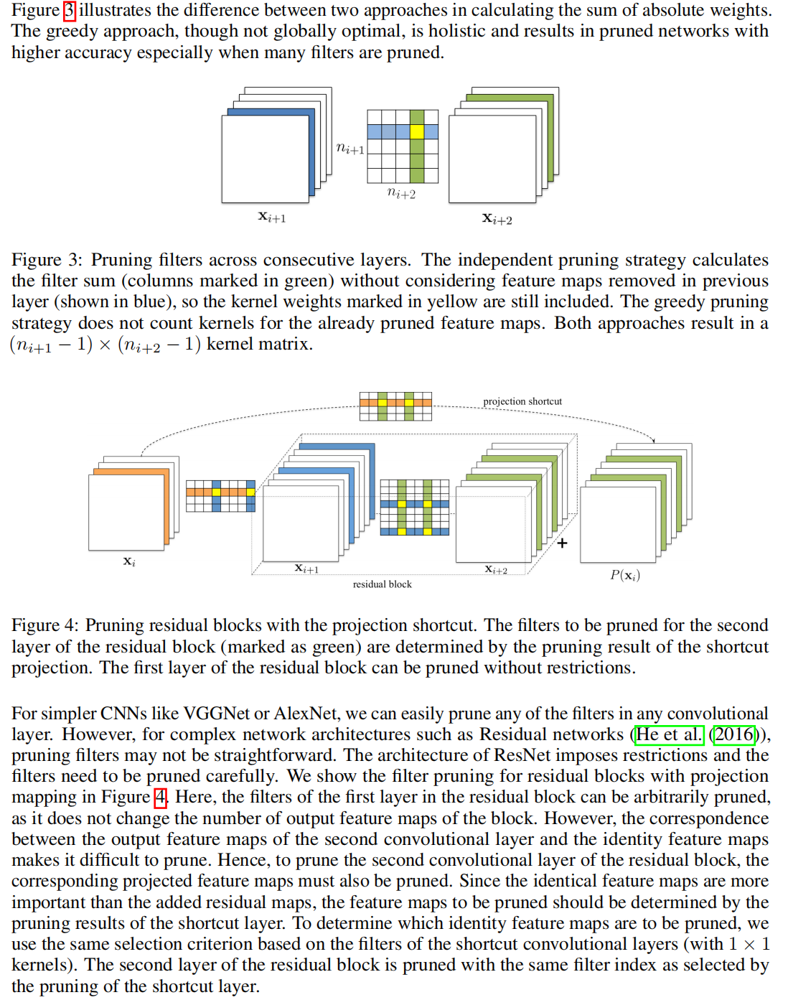 Figure 3 illustrates the difference between two approaches in calculating the sum of absolute weights.
The greedy approach, though not globally optimal, is holistic and results in pruned networks with
higher accuracy especially when many filters are pruned.
n_{i+1}
n_{i+2}
x_{i+1}
x_{i+2}
Figure 3: Pruning filters across consecutive layers. The independent pruning strategy calculates
the filter sum (columns marked in green) without considering feature maps removed in previous
layer (shown in blue), so the kernel weights marked in yellow are still included. The greedy pruning
strategy does not count kernels for the already pruned feature maps. Both approaches result in a
(n_{i+1} − 1) × (n_{i+2} − 1) kernel matrix.
projection shortcut
x_i
x_{i+1}
x_{i+2}
+
P(x_i)
residual block
Figure 4: Pruning residual blocks with the projection shortcut. The filters to be pruned for the second
layer of the residual block (marked as green) are determined by the pruning result of the shortcut
projection. The first layer of the residual block can be pruned without restrictions.
For simpler CNNs like VGGNet or AlexNet, we can easily prune any of the filters in any convolutional
layer. However, for complex network architectures such as Residual networks (He et al. (2016)),
pruning filters may not be straightforward. The architecture of ResNet imposes restrictions and the
filters need to be pruned carefully. We show the filter pruning for residual blocks with projection
mapping in Figure 4. Here, the filters of the first layer in the residual block can be arbitrarily pruned,
as it does not change the number of output feature maps of the block. However, the correspondence
between the output feature maps of the second convolutional layer and the identity feature maps
makes it difficult to prune. Hence, to prune the second convolutional layer of the residual block, the
corresponding projected feature maps must also be pruned. Since the identical feature maps are more
important than the added residual maps, the feature maps to be pruned should be determined by the
pruning results of the shortcut layer. To determine which identity feature maps are to be pruned, we
use the same selection criterion based on the filters of the shortcut convolutional layers (with 1 × 1
kernels). The second layer of the residual block is pruned with the same filter index as selected by
the pruning of the shortcut layer.